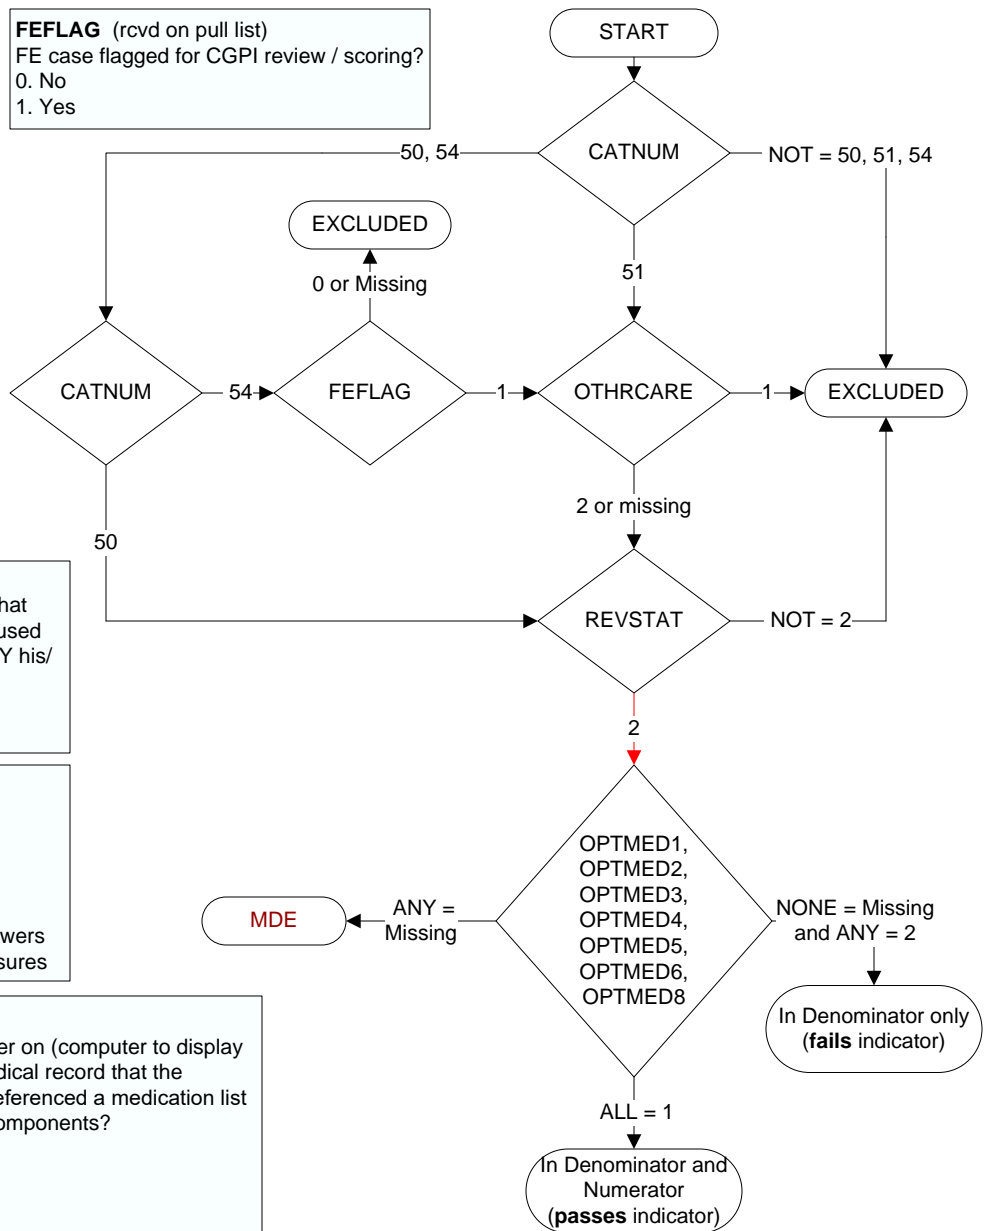 FEFLAG (rcvd on pull list)
FE case flagged for CGPI review / scoring?
0. No
1. Yes
START
CATNUM
50, 54
NOT = 50, 51, 54
EXCLUDED
0 or Missing
51
CATNUM
54
FEFLAG
1
OTHRCARE
1
EXCLUDED
2 or missing
50
REVSTAT
NOT = 2
2
hat
used
Y his/
wers
sures
OPTMED1,
OPTMED2,
OPTMED3,
OPTMED4,
OPTMED5,
OPTMED6,
OPTMED8
MDE
ANY =
Missing
NONE = Missing
and ANY = 2
In Denominator only
(fails indicator)
er on (computer to display
dical record that the
eferenced a medication list
omponents?
ALL = 1
In Denominator and
Numerator
(passes indicator)